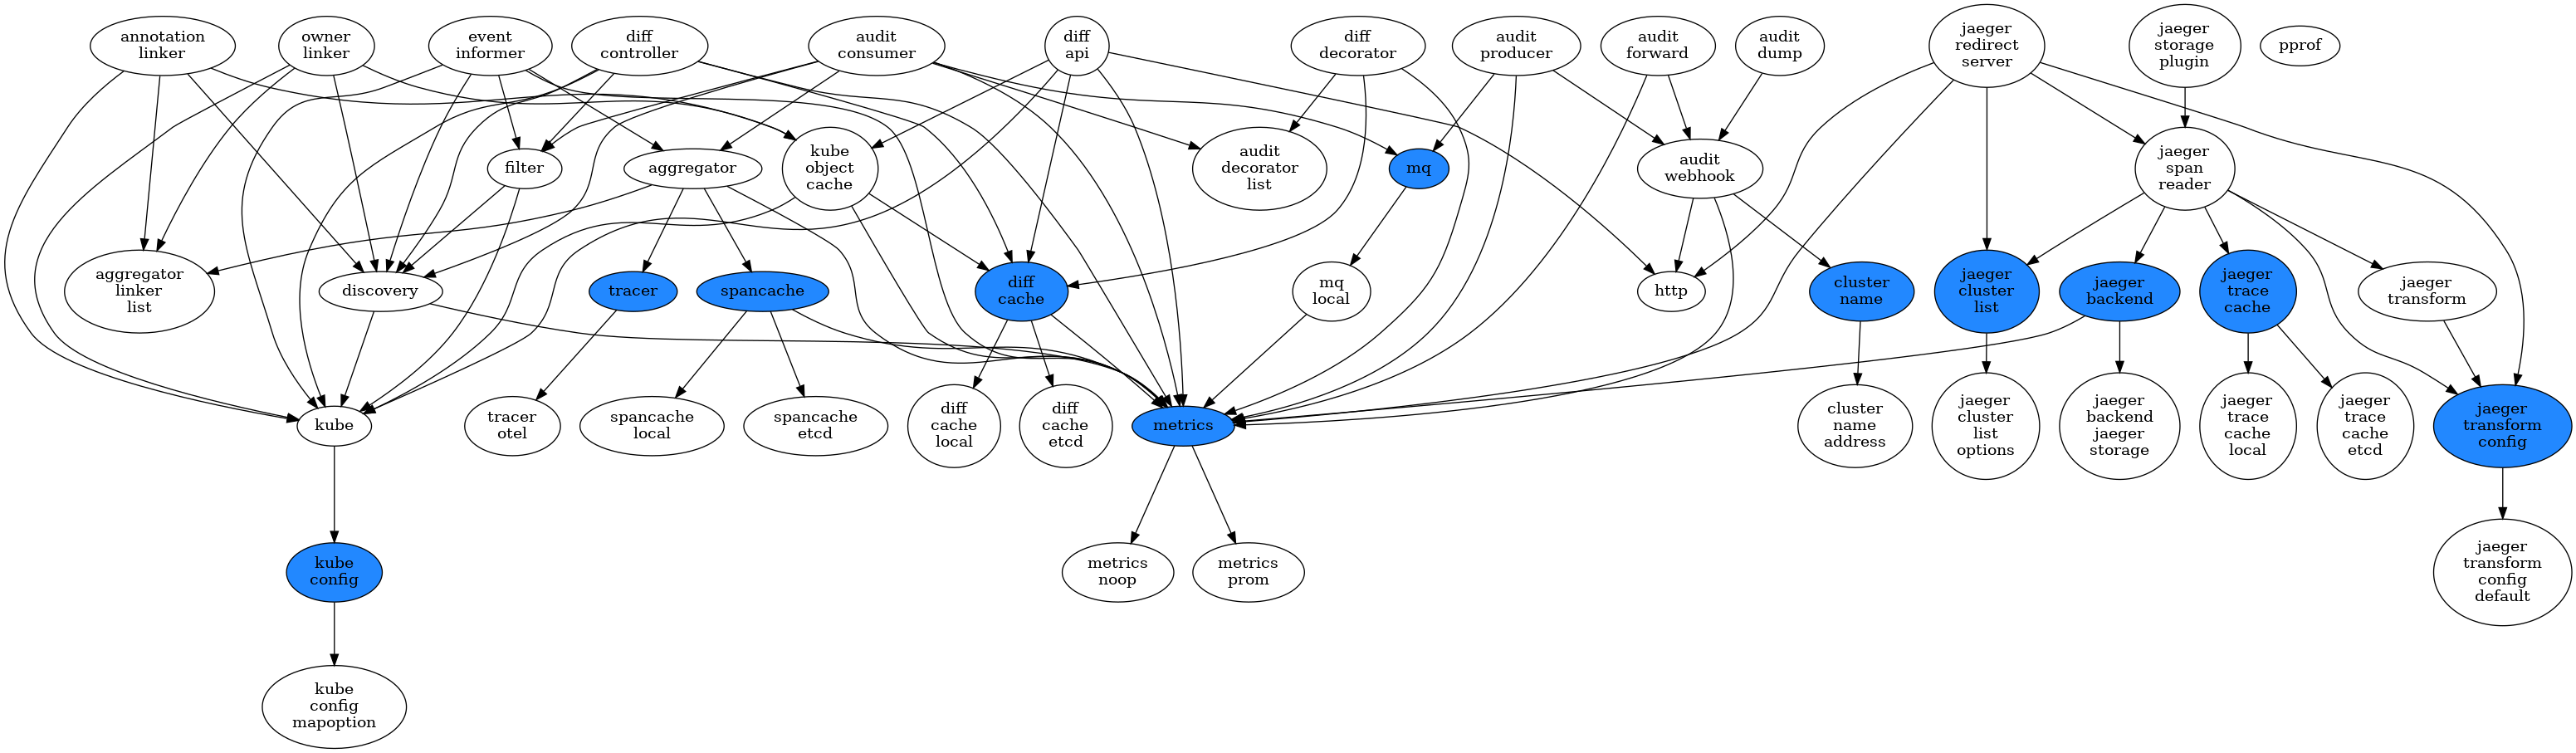 annotation
linker
owner
linker
event
informer
diff
controller
audit
consumer
diff
api
diff
decorator
audit
producer
audit
forward
audit
dump
jaeger
redirect
server
jaeger
storage
plugin
pprof
filter
aggregator
kube
object
cache
audit
decorator
list
mq
audit
webhook
jaeger
span
reader
aggregator
linker
list
discovery
tracer
spancache
diff
cache
mq
local
http
cluster
name
jaeger
cluster
list
jaeger
backend
jaeger
trace
cache
jaeger
transform
kube
tracer
otel
spancache
local
spancache
etcd
diff
cache
local
diff
cache
etcd
metrics
cluster
name
address
jaeger
cluster
list
options
jaeger
backend
jaeger
storage
jaeger
trace
cache
local
jaeger
trace
cache
etcd
jaeger
transform
config
kube
config
metrics
noop
metrics
prom
jaeger
transform
config
default
kube
config
mapoption